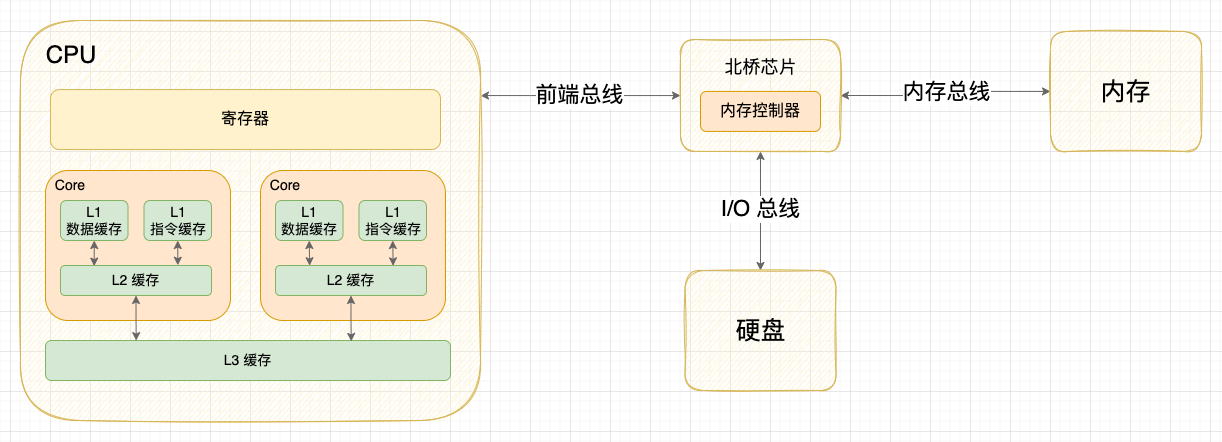 CPU
寄存器
Core
L1
数据缓存
L1
指令缓存
L2 缓存
Core
L1
数据缓存
L1
指令缓存
L2 缓存
L3 缓存
前端总线
北桥芯片
内存控制器
内存总线
内存
I/O 总线
硬盘